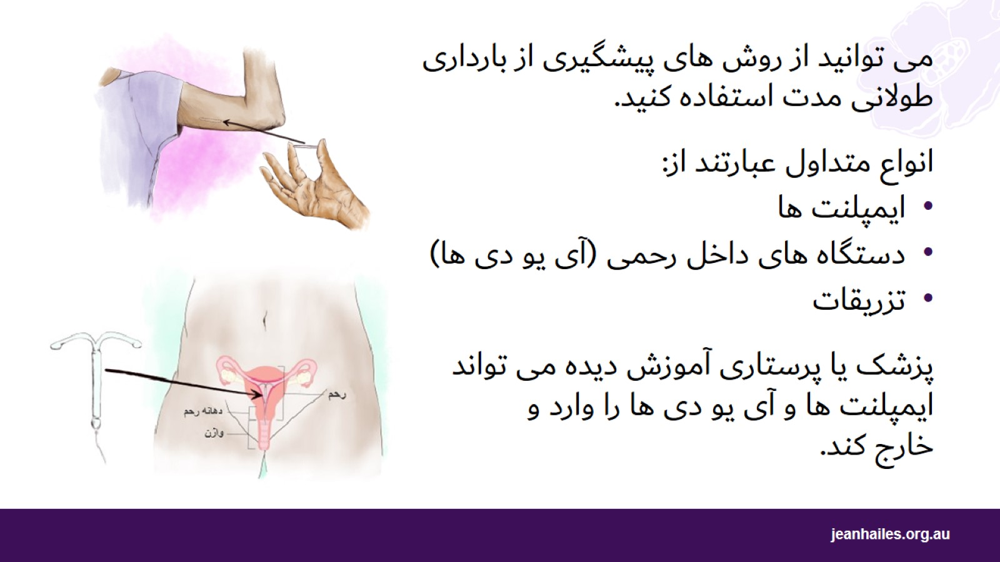 می توانید از روش های پیشگیری از بارداری
طولانی مدت استفاده کنید.
انواع متداول عبارتند از:
• ایمپلنت ها
• دستگاه های داخل رحمی (آی یو دی ها)
• تزریقات
پزشک یا پرستاری آموزش دیده می تواند
ایمپلنت ها و آی یو دی ها را وارد و
خارج کند.
رحم
دهانه رحم
واژن
jeanhailes.org.au